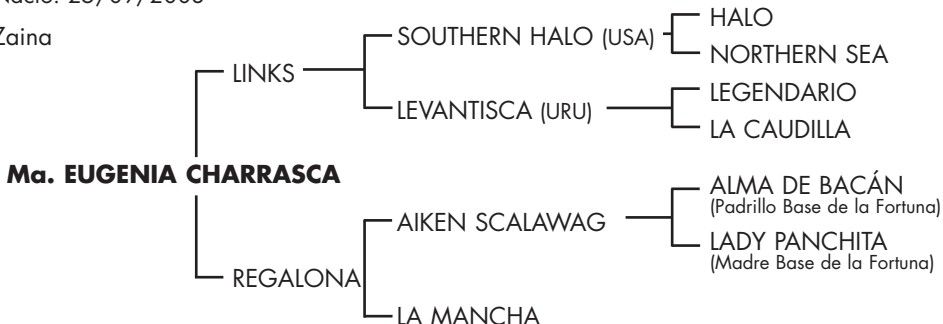 HALO
SOUTHERN HALO (USA)
NORTHERN SEA
Zaina
LINKS
LEGENDARIO
LEVANTISCA (URU)
LA CAUDILLA
Ma. EUGENIA CHARRASCA
ALMA DE BACÁN
(Padrillo Base de la Fortuna)
AIKEN SCALAWAG
LADY PANCHITA
(Madre Base de la Fortuna)
REGALONA
LA MANCHA